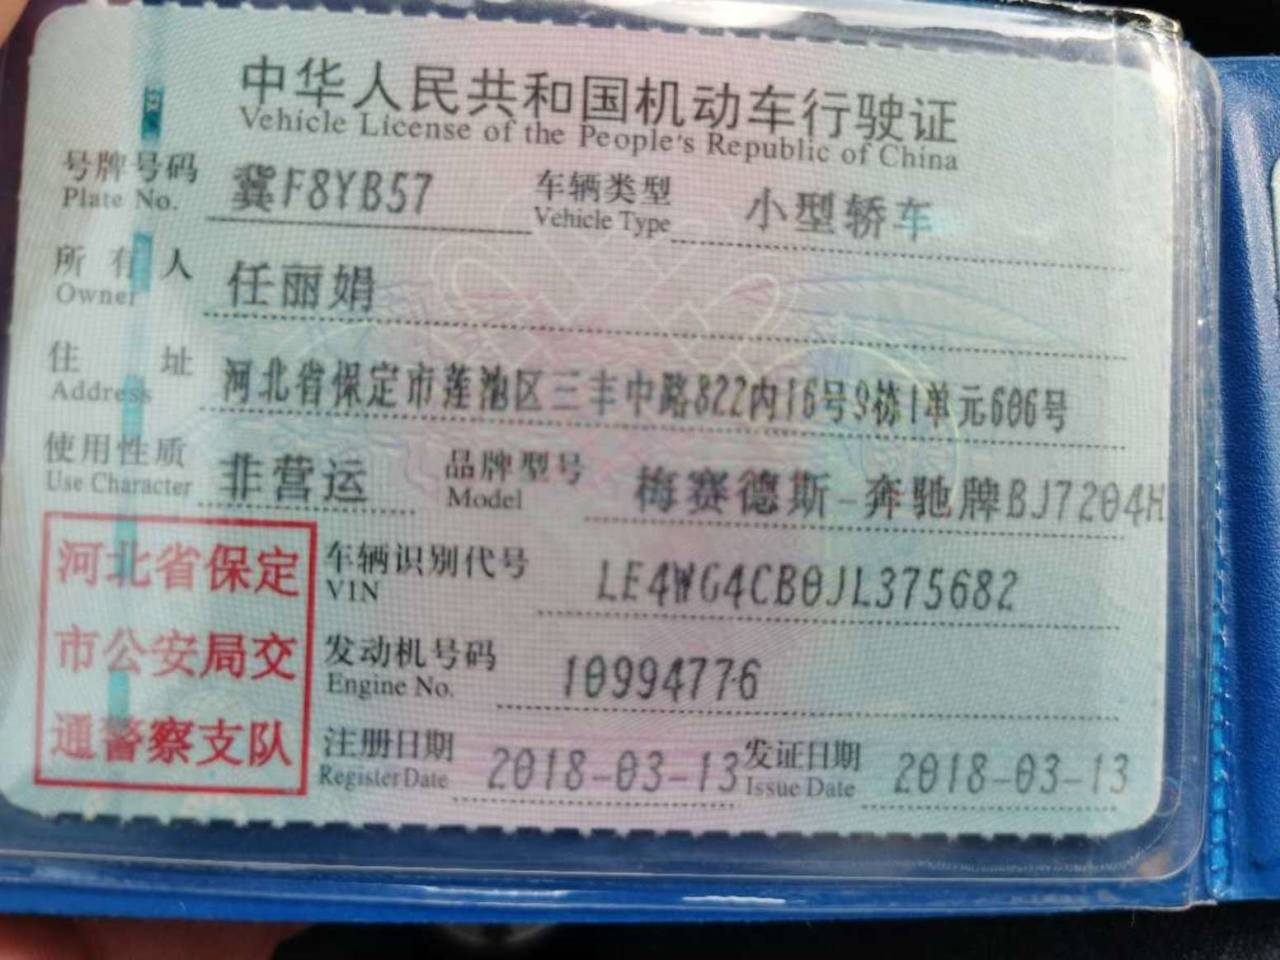 中华人民共和国机动车行驶证
Vehicle License of the People's Republic of China
号牌号码 冀F8YB57 车辆类型 小型轿车
Plate No. Vehicle Type
所有人 任丽娟
Owner
住址 河北省保定市莲池区三丰中路822内16号9栋1单元606号
Address
使用性质 非营运 品牌型号 梅赛德斯-奔驰牌BJ7204H
Use Character Model
河北省保定
市公安局交
通警察支队
车辆识别代号 LE4WG4CB0JL375682
VIN
发动机号码 10994776
Engine No.
注册日期 2018-03-13 发证日期 2018-03-13
Register Date Issue Date